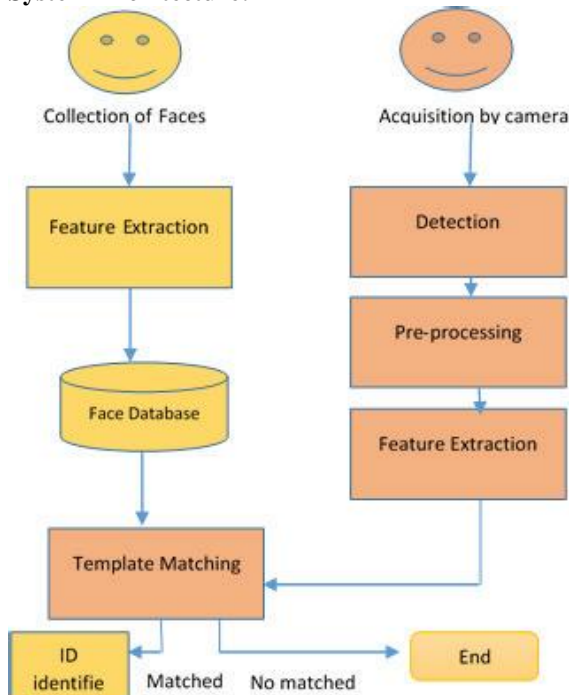 Collection of Faces
Acquisition by camera
Feature Extraction
Detection
Pre-processing
Face Database
Feature Extraction
Template Matching
ID
identifie
Matched
No matched
End